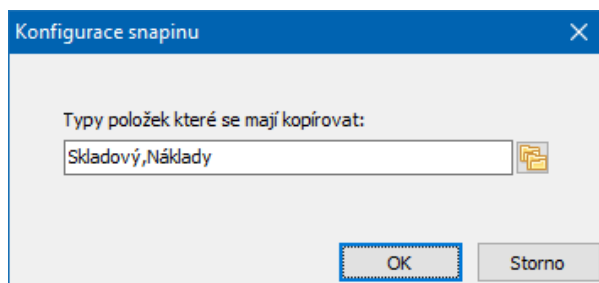 Konfigurace snapinu
Typy položek které se mají kopírovat:
Skladový,Náklady
OK
Storno